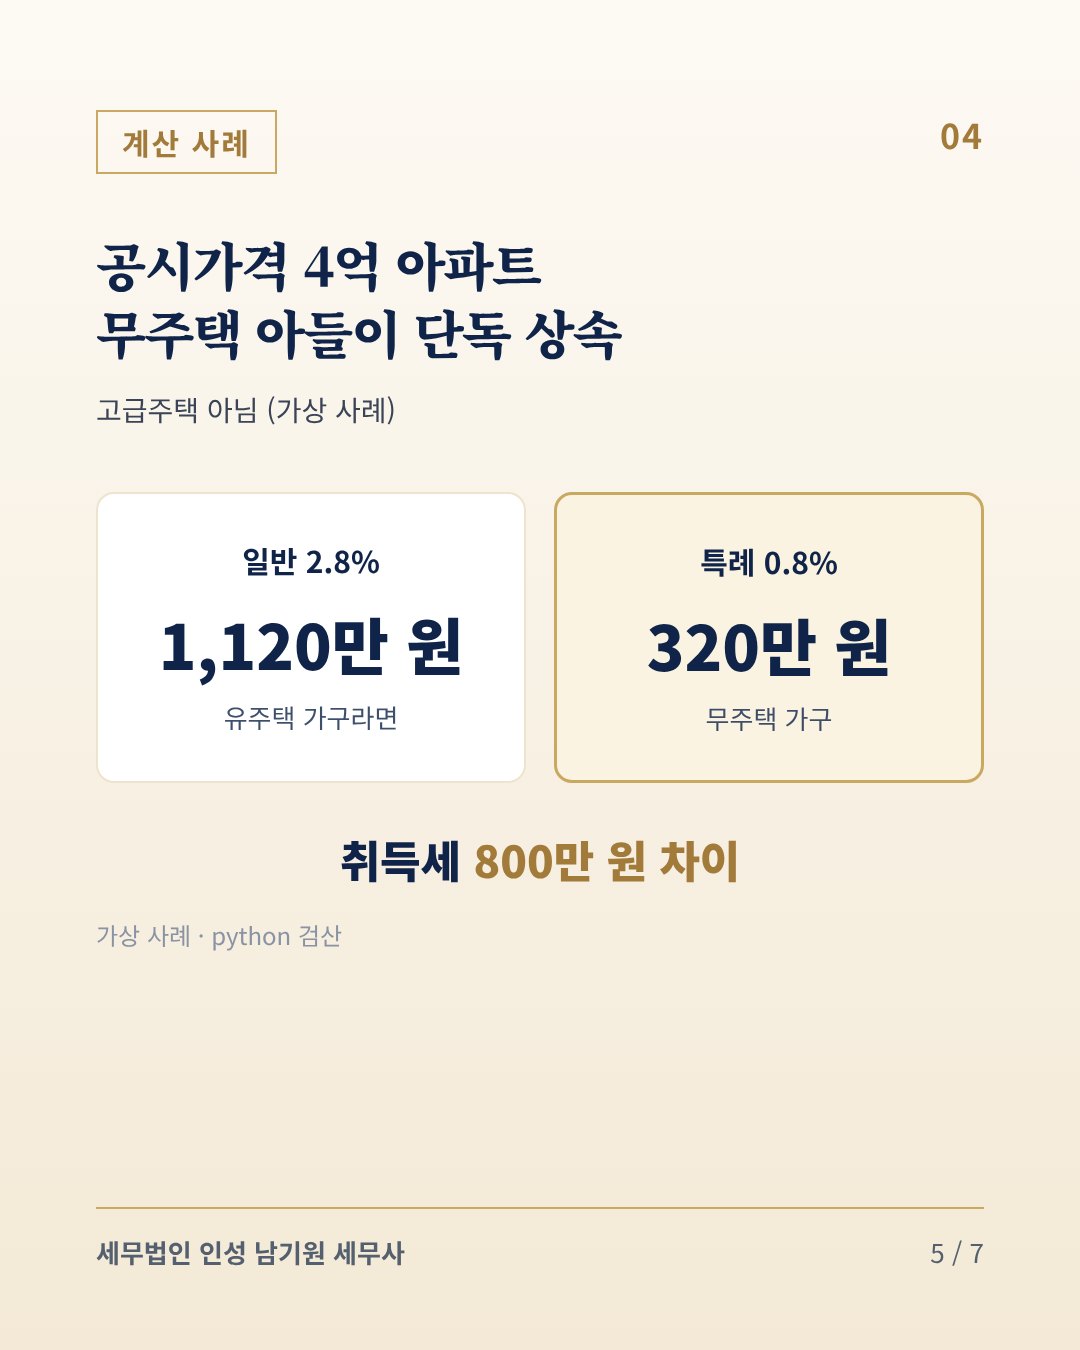 계산 사례
04
공시가격 4억 아파트
무주택 아들이 단독 상속
고급주택 아님 (가상 사례)
일반 2.8%
1,120만 원
유주택 가구라면
특례 0.8%
320만 원
무주택 가구
취득세 800만 원 차이
가상 사례 · python 검산
세무법인 인성 남기원 세무사
5 / 7